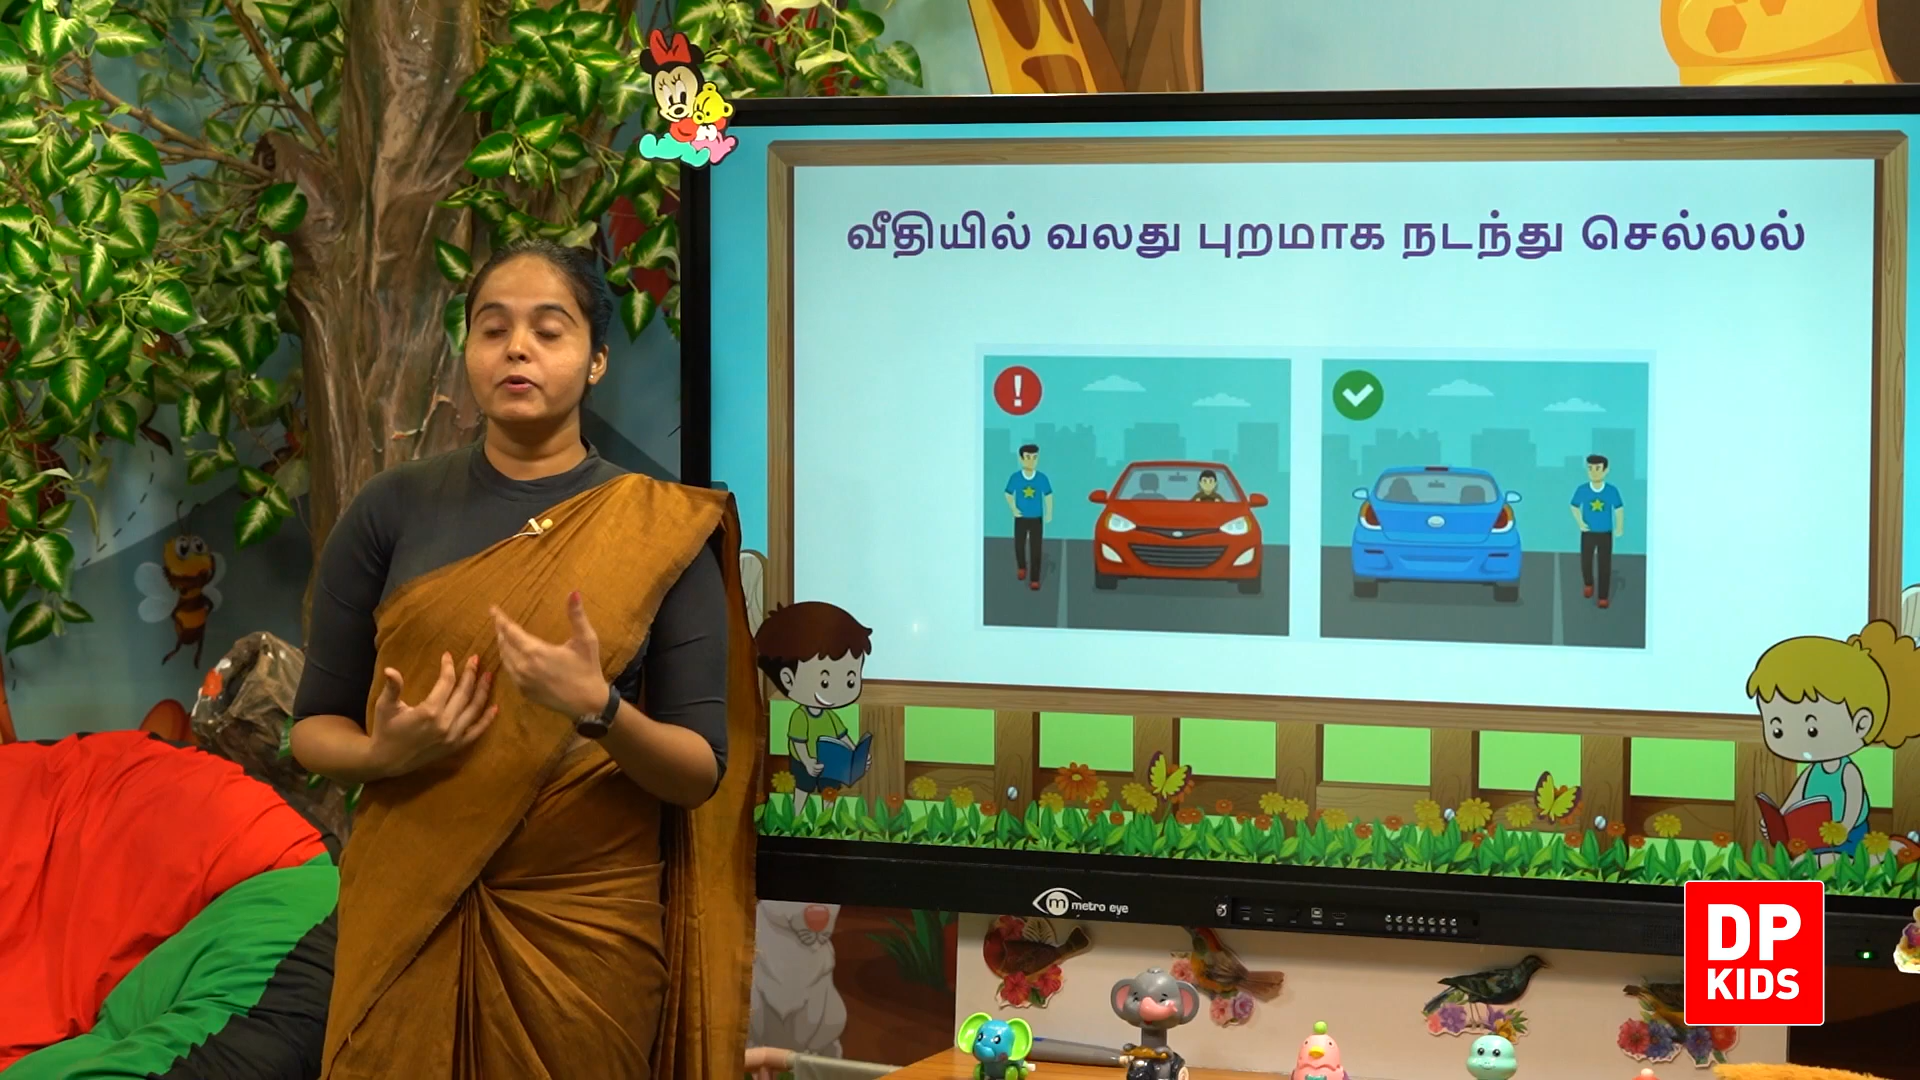 வீதியில் வலது புறமாக நடந்து செல்லல்
metro eye
DP
KIDS